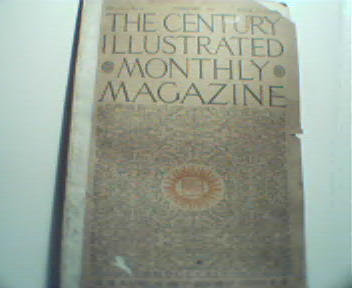 THE CENTURY
ILLUSTRATED
MONTHLY
MAGAZINE